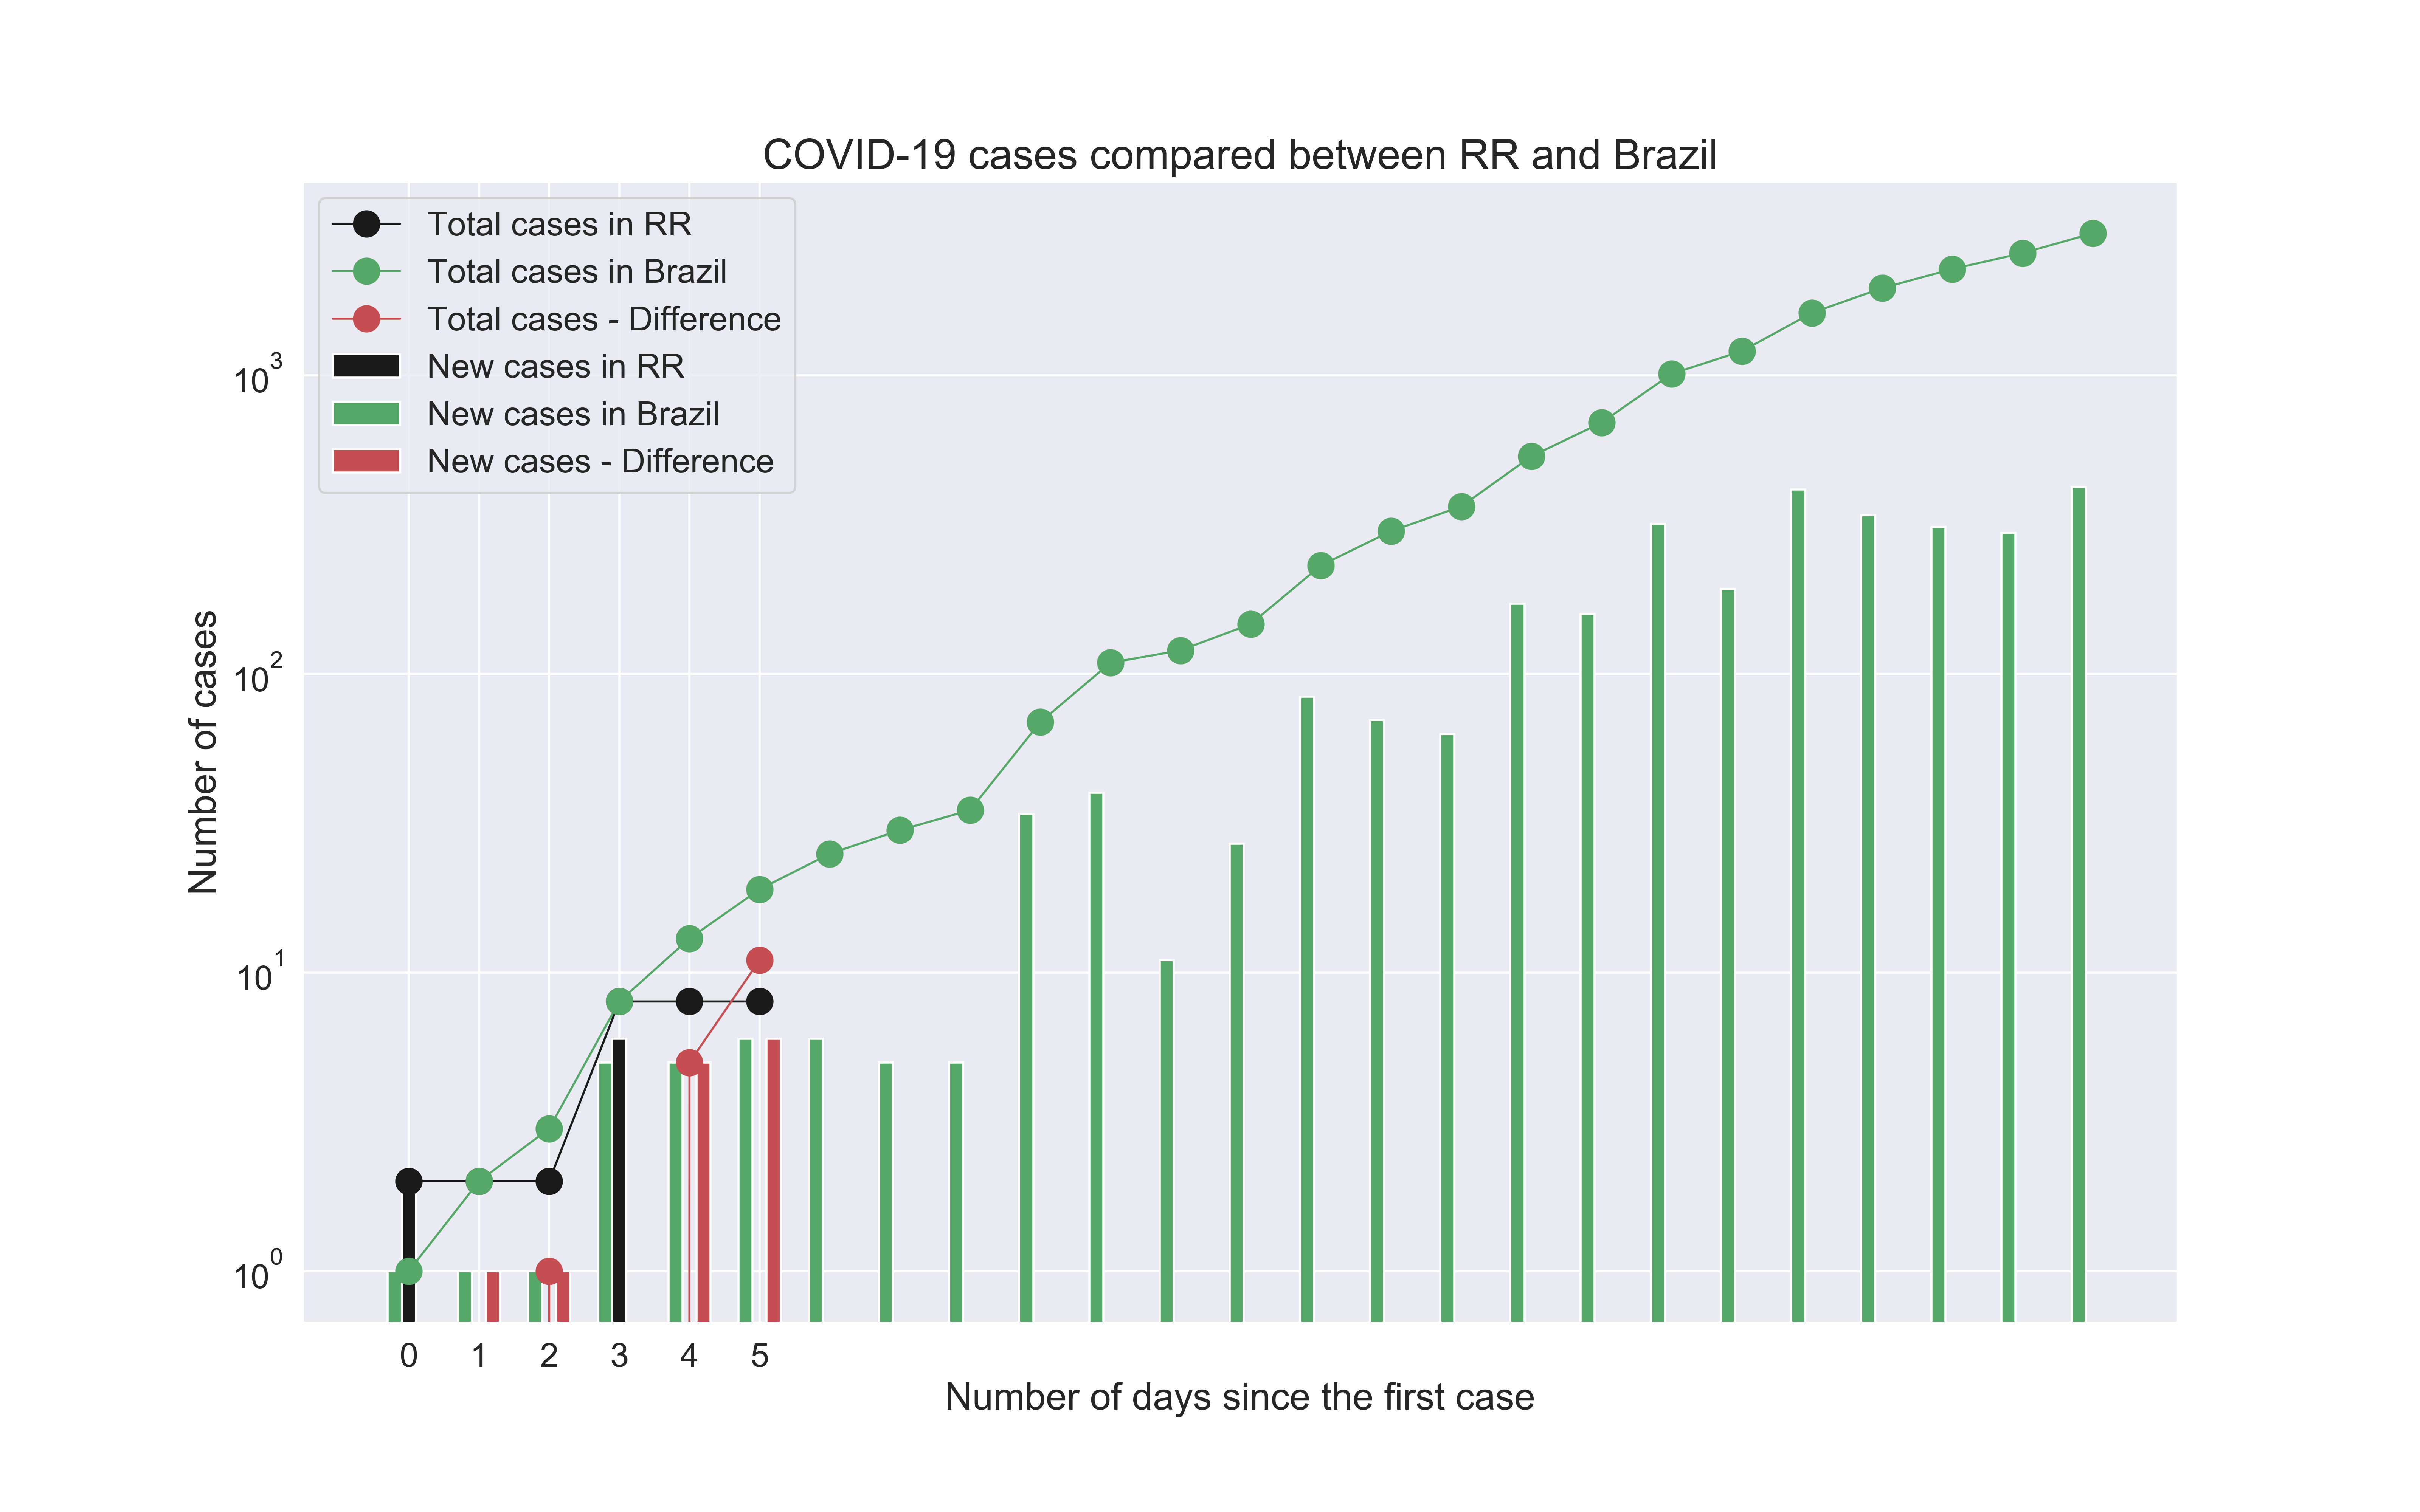 COVID-19 cases compared between RR and Brazil
Total cases in RR
Total cases in Brazil
Total cases - Difference
New cases in RR
New cases in Brazil
New cases - Difference
10³
10²
10¹
10⁰
Number of cases
0 1 2 3 4 5
Number of days since the first case